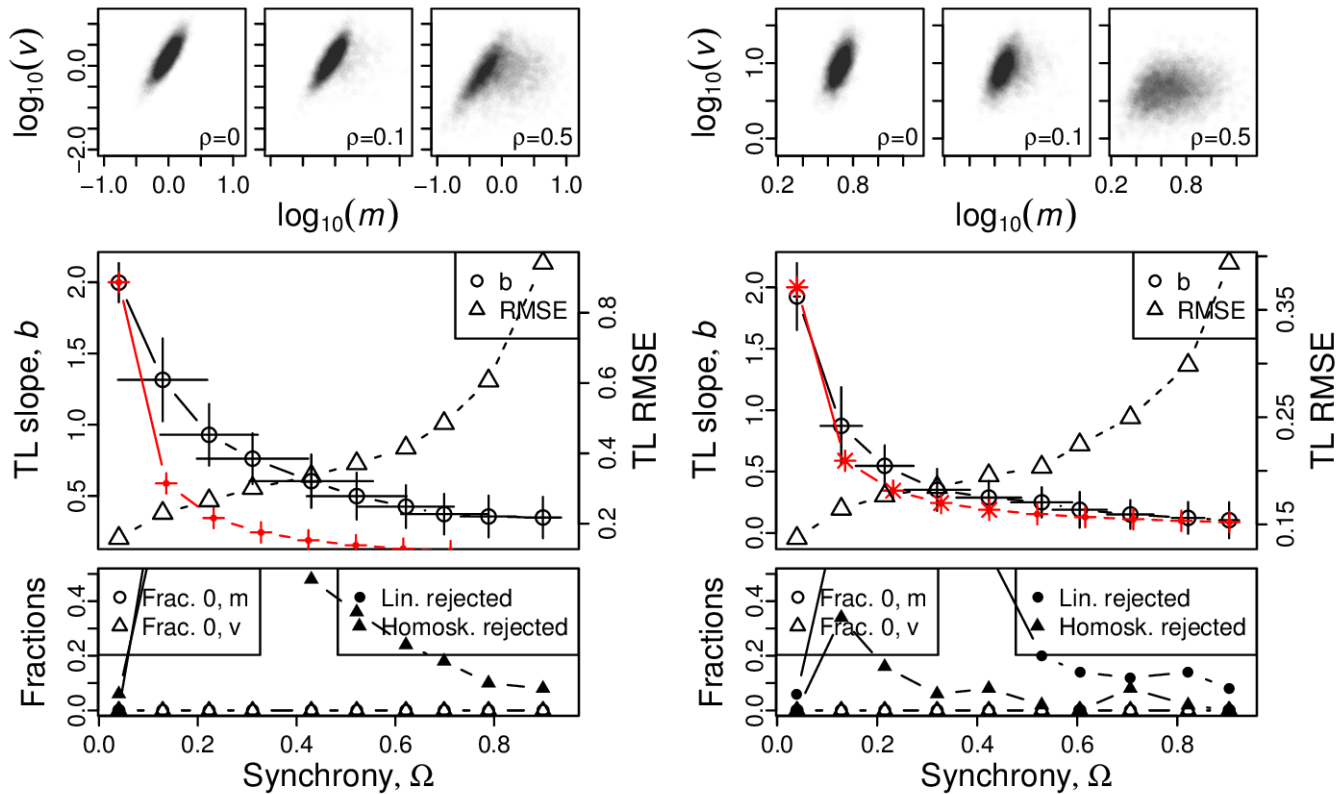 log₁₀(v)
0.0
−2.0
ρ=0
ρ=0.1
ρ=0.5
−1.0 0.0 1.0
−1.0 0.0 1.0
log₁₀(m)
log₁₀(v)
1.0
0.0
ρ=0
ρ=0.1
ρ=0.5
0.2 0.8
0.2 0.8
log₁₀(m)
TL slope, b
2.0
1.5
1.0
0.5
b
RMSE
0.8
0.6
0.4
0.2
TL RMSE
TL slope, b
2.0
1.5
1.0
0.5
0.0
b
RMSE
0.35
0.25
0.15
TL RMSE
Fractions
0.4
0.2
0.0
Frac. 0, m
Frac. 0, v
Lin. rejected
Homosk. rejected
0.0 0.2 0.4 0.6 0.8
Synchrony, Ω
Fractions
0.4
0.2
0.0
Frac. 0, m
Frac. 0, v
Lin. rejected
Homosk. rejected
0.0 0.2 0.4 0.6 0.8
Synchrony, Ω